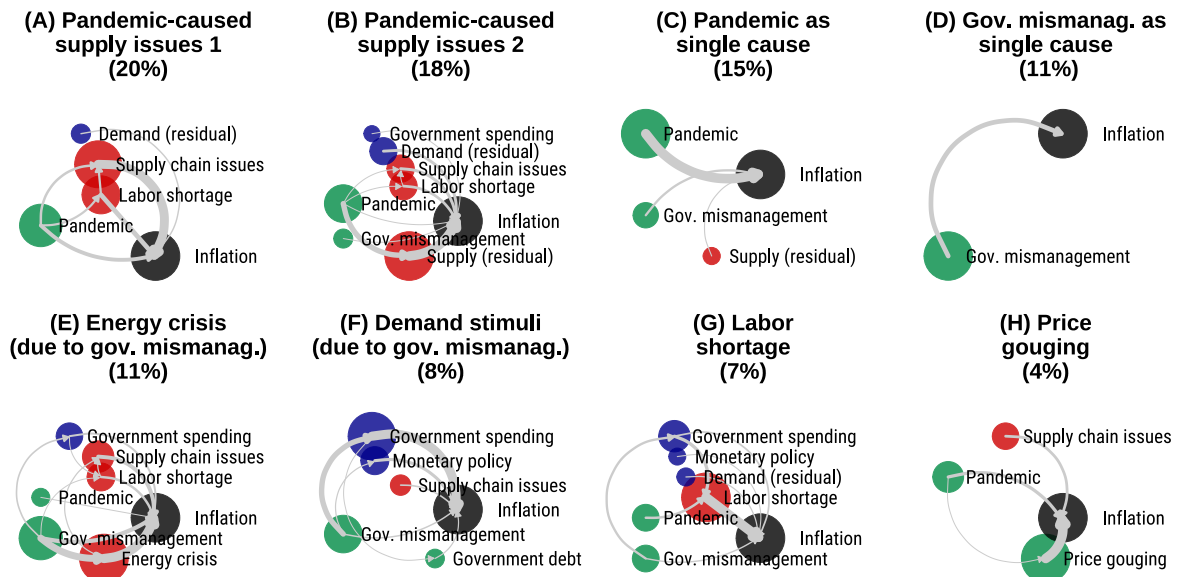 (A) Pandemic-caused
supply issues 1
(20%)
Demand (residual)
Supply chain issues
Labor shortage
Pandemic
Inflation
(B) Pandemic-caused
supply issues 2
(18%)
Government spending
Demand (residual)
Supply chain issues
Labor shortage
Pandemic
Inflation
Gov. mismanagement
Supply (residual)
(C) Pandemic as
single cause
(15%)
Pandemic
Inflation
Gov. mismanagement
Supply (residual)
(D) Gov. mismanag. as
single cause
(11%)
Inflation
Gov. mismanagement
(E) Energy crisis
(due to gov. mismanag.)
(11%)
Government spending
Supply chain issues
Labor shortage
Pandemic
Inflation
Gov. mismanagement
Energy crisis
(F) Demand stimuli
(due to gov. mismanag.)
(8%)
Government spending
Monetary policy
Supply chain issues
Inflation
Gov. mismanagement
Government debt
(G) Labor
shortage
(7%)
Government spending
Monetary policy
Demand (residual)
Labor shortage
Pandemic
Inflation
Gov. mismanagement
(H) Price
gouging
(4%)
Supply chain issues
Pandemic
Inflation
Price gouging